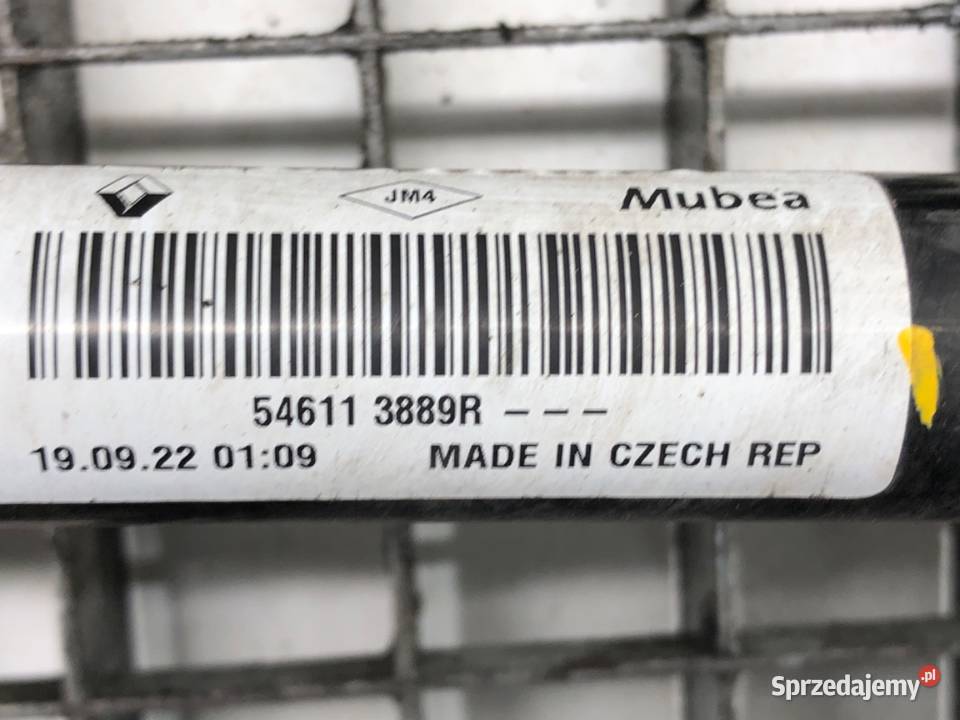 JM4 Mubea
54611 3889R – – –
19.09.22 01:09 MADE IN CZECH REP
Sprzedajemy.pl